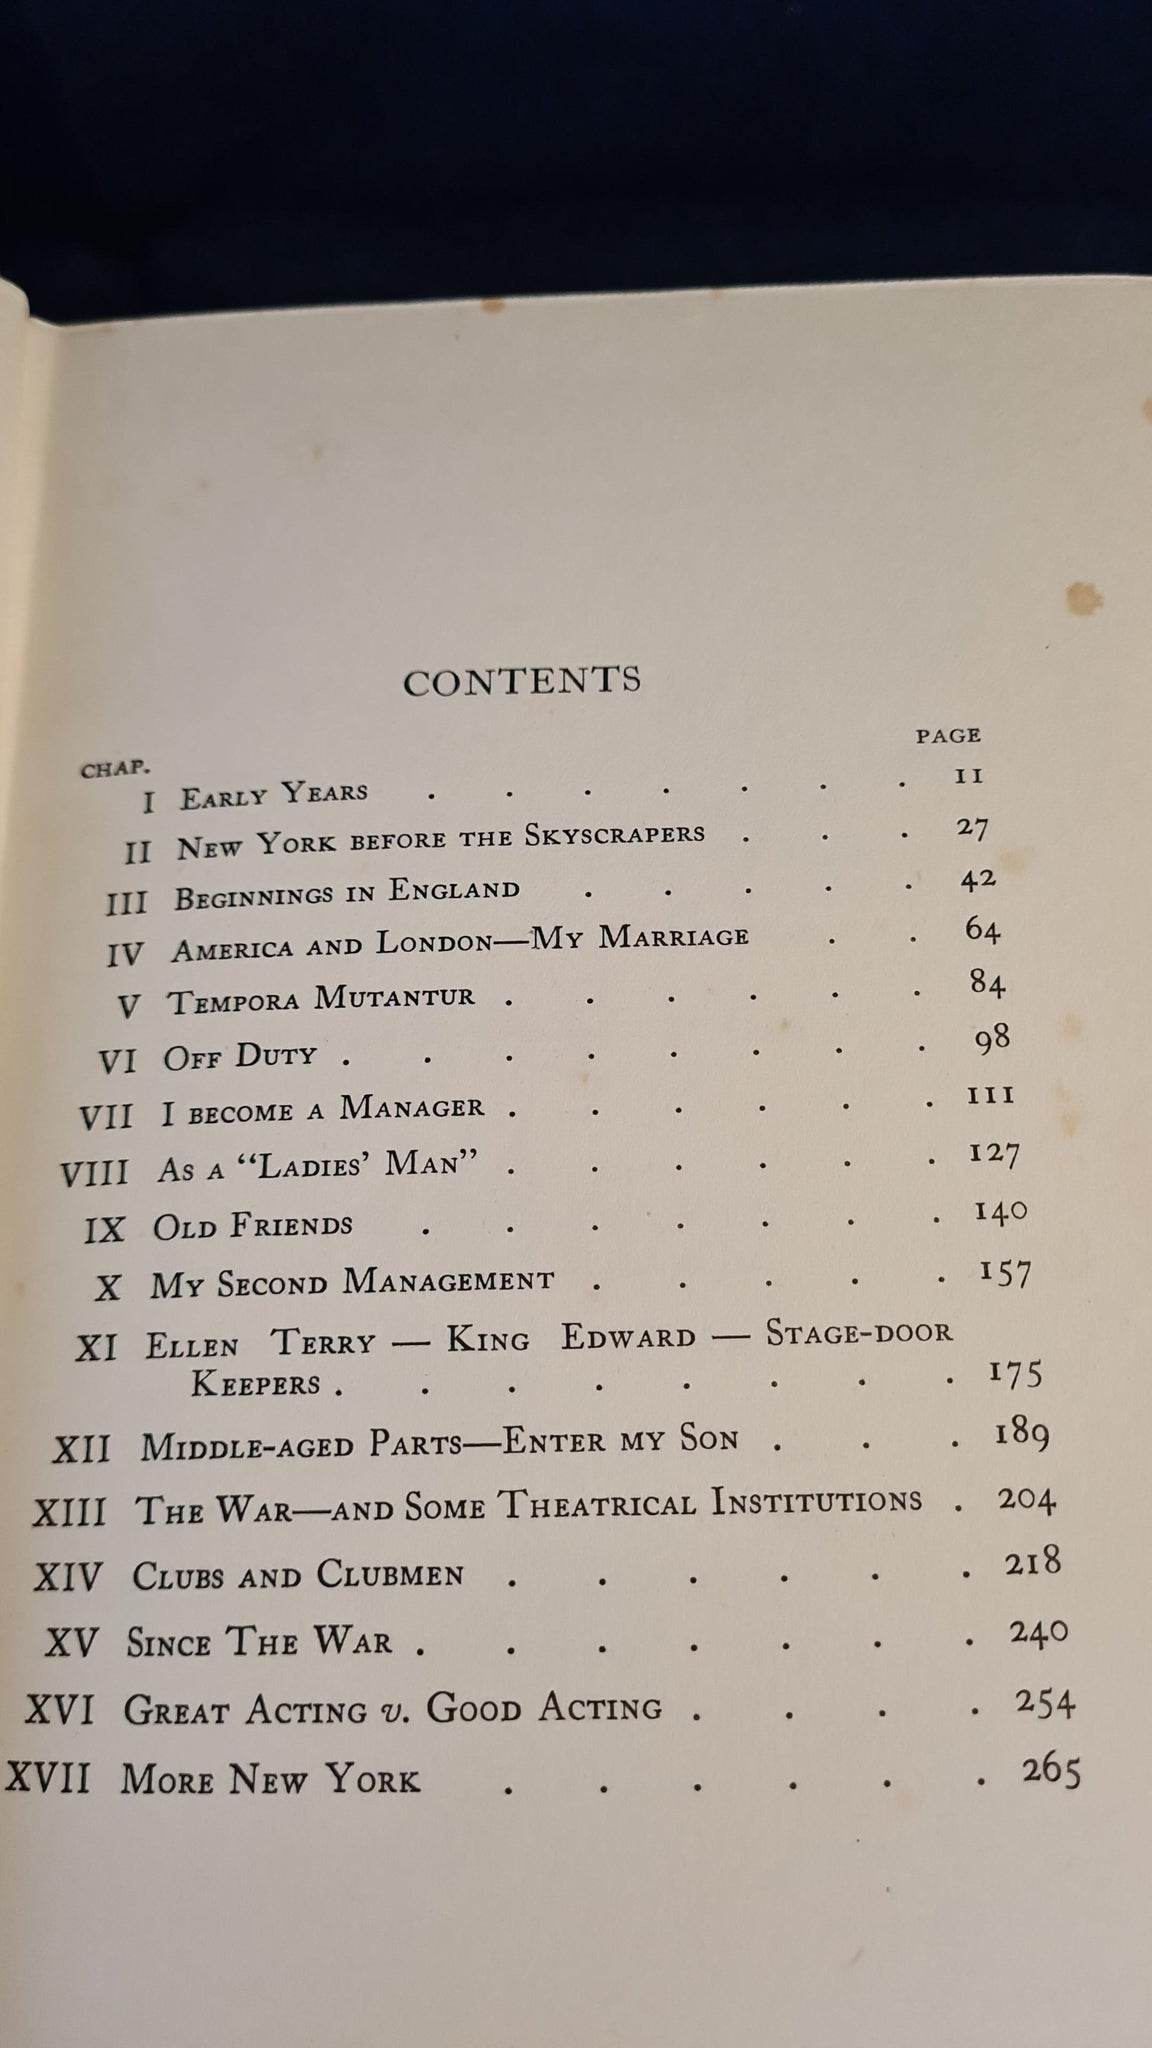 CONTENTS
CHAP. PAGE
I Early Years . . . . . . . 11
II New York before the Skyscrapers . . . 27
III Beginnings in England . . . . . 42
IV America and London—My Marriage . . 64
V Tempora Mutantur . . . . . . 84
VI Off Duty . . . . . . . . 98
VII I become a Manager . . . . . . 111
VIII As a “Ladies’ Man” . . . . . . 127
IX Old Friends . . . . . . . 140
X My Second Management . . . . . 157
XI Ellen Terry — King Edward — Stage-door
Keepers . . . . . . . . 175
XII Middle-aged Parts—Enter my Son . . . 189
XIII The War—and Some Theatrical Institutions . 204
XIV Clubs and Clubmen . . . . . . 218
XV Since The War . . . . . . . 240
XVI Great Acting v. Good Acting . . . . 254
XVII More New York . . . . . . 265